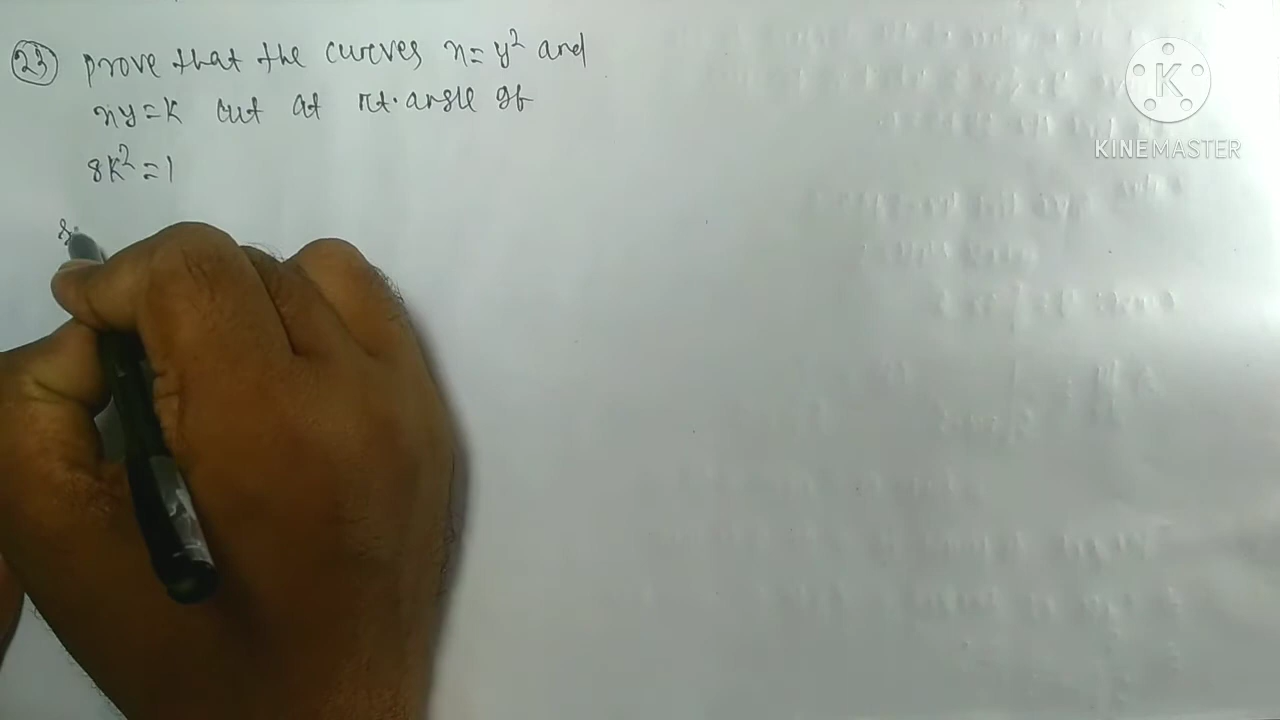 23 prove that the curves x = y² and
xy = k cut at rt. angle if
8k² = 1
K
KINEMASTER